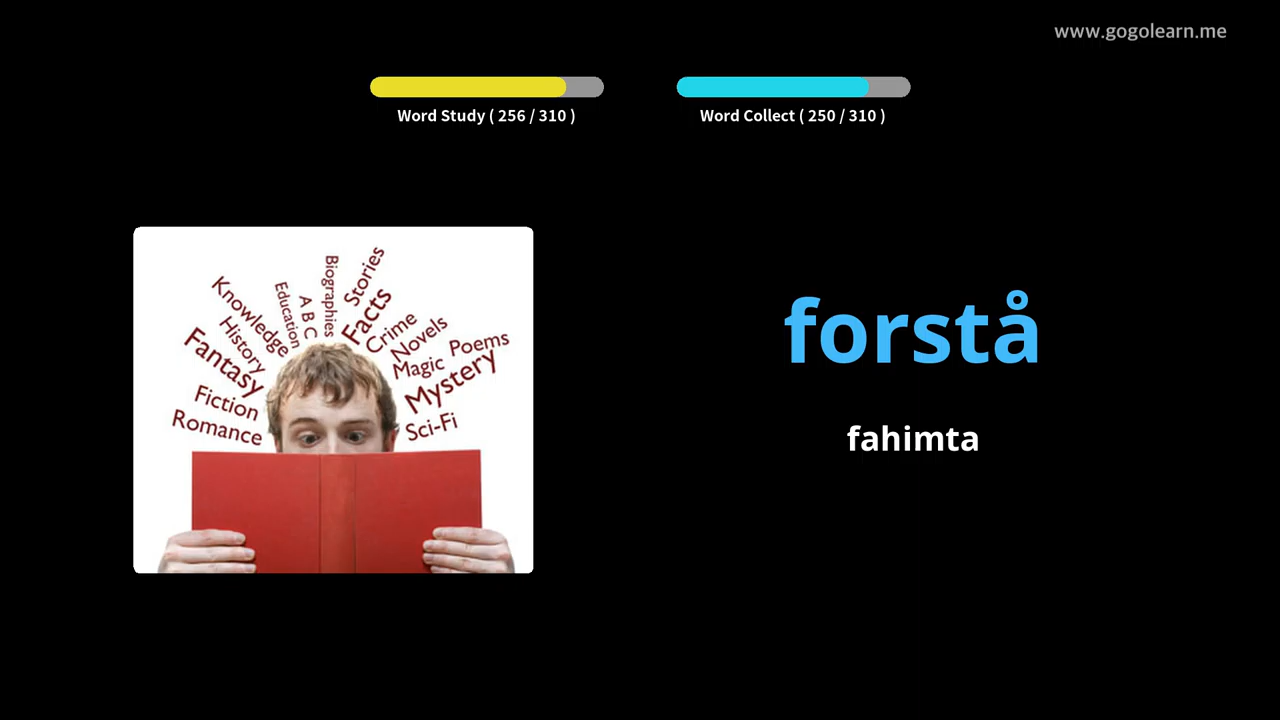 www.gogolearn.me
Word Study ( 256 / 310 )
Word Collect ( 250 / 310 )
Biographies
Stories
Education
A B C
Facts
Knowledge
Crime
History
Novels
Fantasy
Magic
Poems
Mystery
Fiction
Romance
Sci-Fi
forstå
fahimta